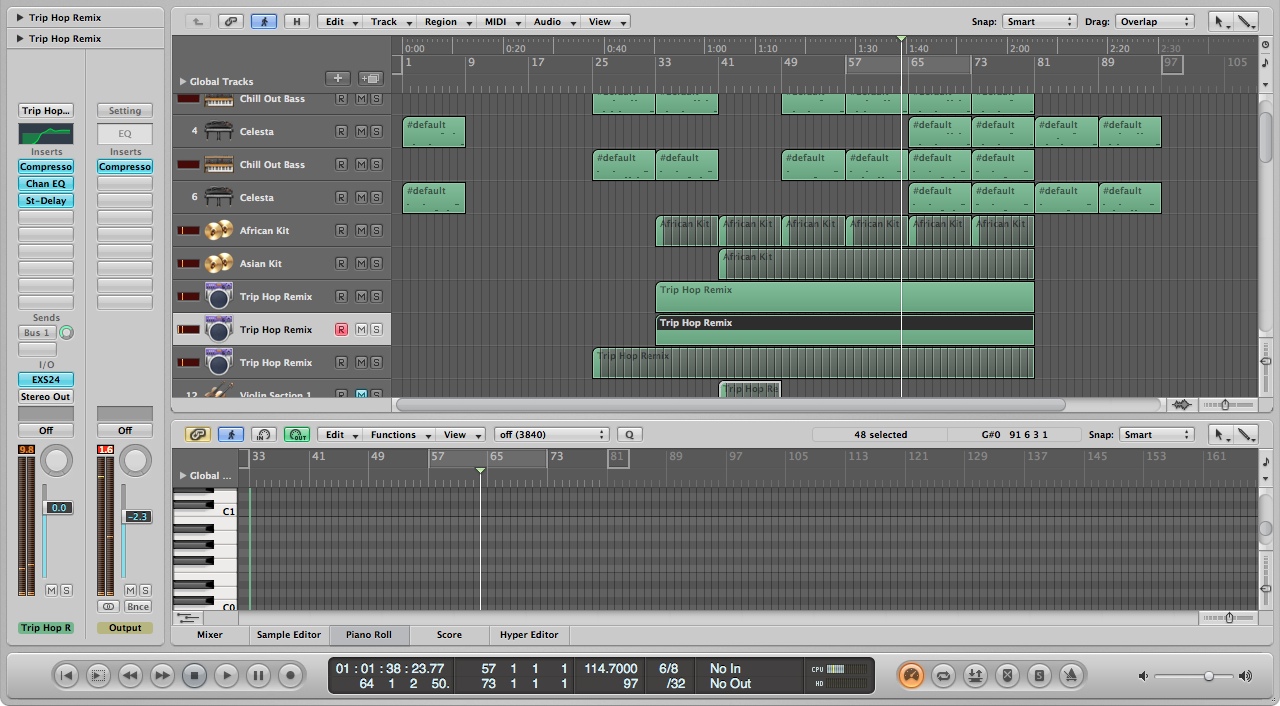 Trip Hop Remix
Trip Hop Remix
H Edit Track Region MIDI Audio View Snap: Smart Drag: Overlap
0:00 0:20 0:40 1:00 1:10 1:30 1:40 2:00 2:20 2:30
1 9 17 25 33 41 49 57 65 73 81 89 97 105
Global Tracks
Chill Out Bass R M S
Trip Hop... Setting
4 Celesta R M S #default #default #default #default #default
EQ
Inserts Inserts
Compresso Compresso
Chill Out Bass R M S #default #default #default #default #default #default
Chan EQ
St-Delay
6 Celesta R M S #default #default #default #default #default
African Kit R M S African Kit African Kit African Kit African Kit African Kit African Kit
Asian Kit R M S African Kit
Trip Hop Remix R M S Trip Hop Remix
Sends
Bus 1
Trip Hop Remix R M S Trip Hop Remix
I/O
Trip Hop Remix R M S Trip Hop Remix
EXS24
Stereo Out
12 Violin Section 1 R M S Trip Hop Re
Off Off
IN OUT Edit Functions View off (3840) Q 48 selected G#0 91 6 3 1 Snap: Smart
9.8 1.6
33 41 49 57 65 73 81 89 97 105 113 121 129 137 145 153 161
Global ...
0.0 -2.3
C1
M S M S
Bnce
C0
Trip Hop R Output
Mixer Sample Editor Piano Roll Score Hyper Editor
01 : 01 : 38 : 23.77 57 1 1 1 114.7000 6/8 No In CPU
64 1 2 50. 73 1 1 1 97 /32 No Out HD
S